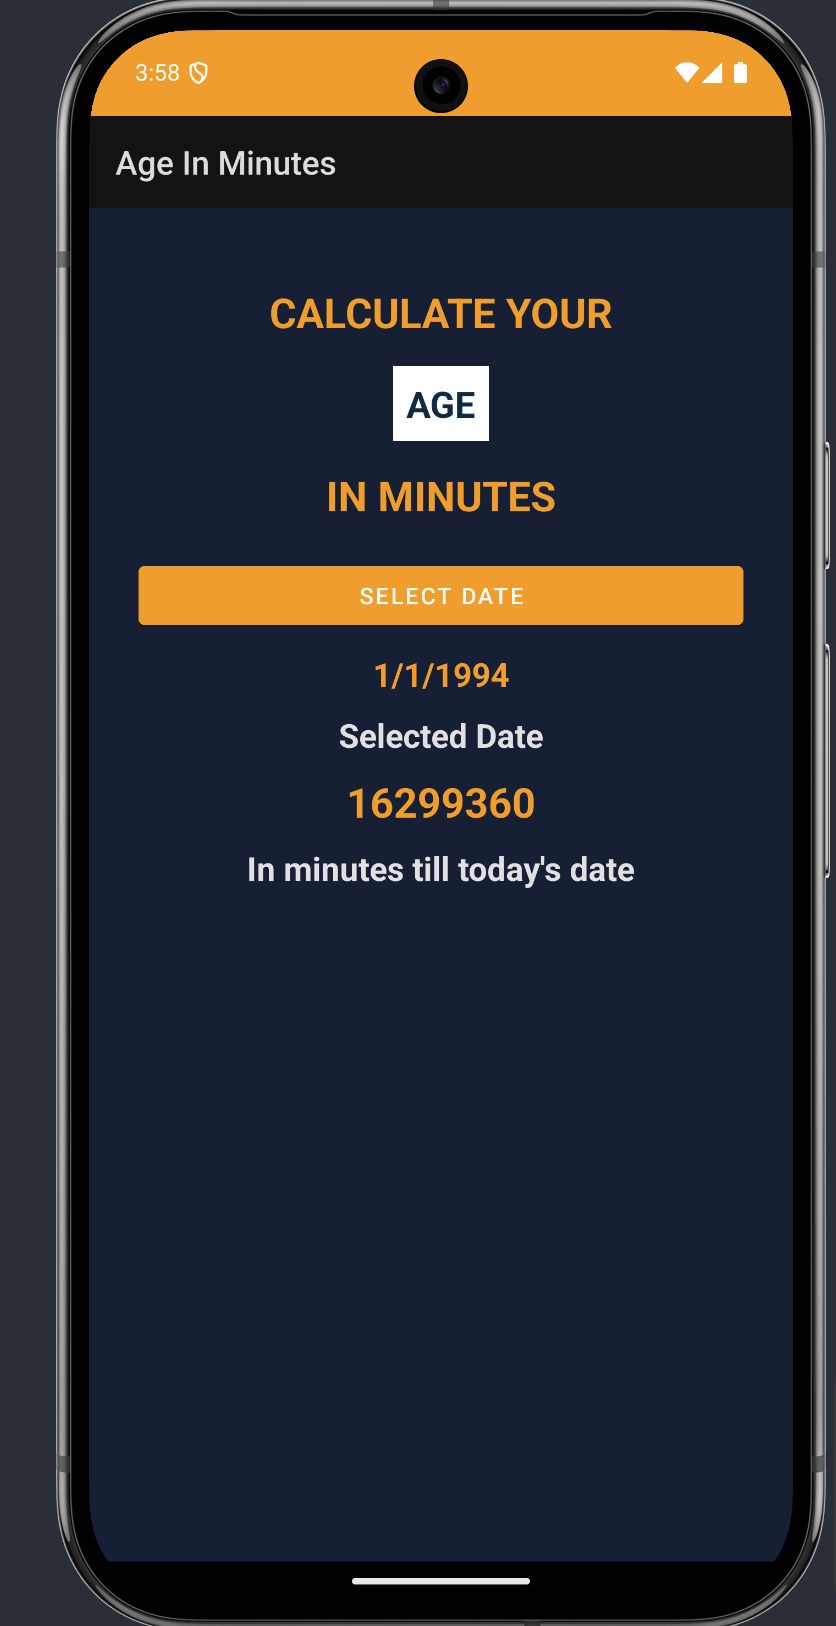 3:58
Age In Minutes
CALCULATE YOUR
AGE
IN MINUTES
SELECT DATE
1/1/1994
Selected Date
16299360
In minutes till today's date